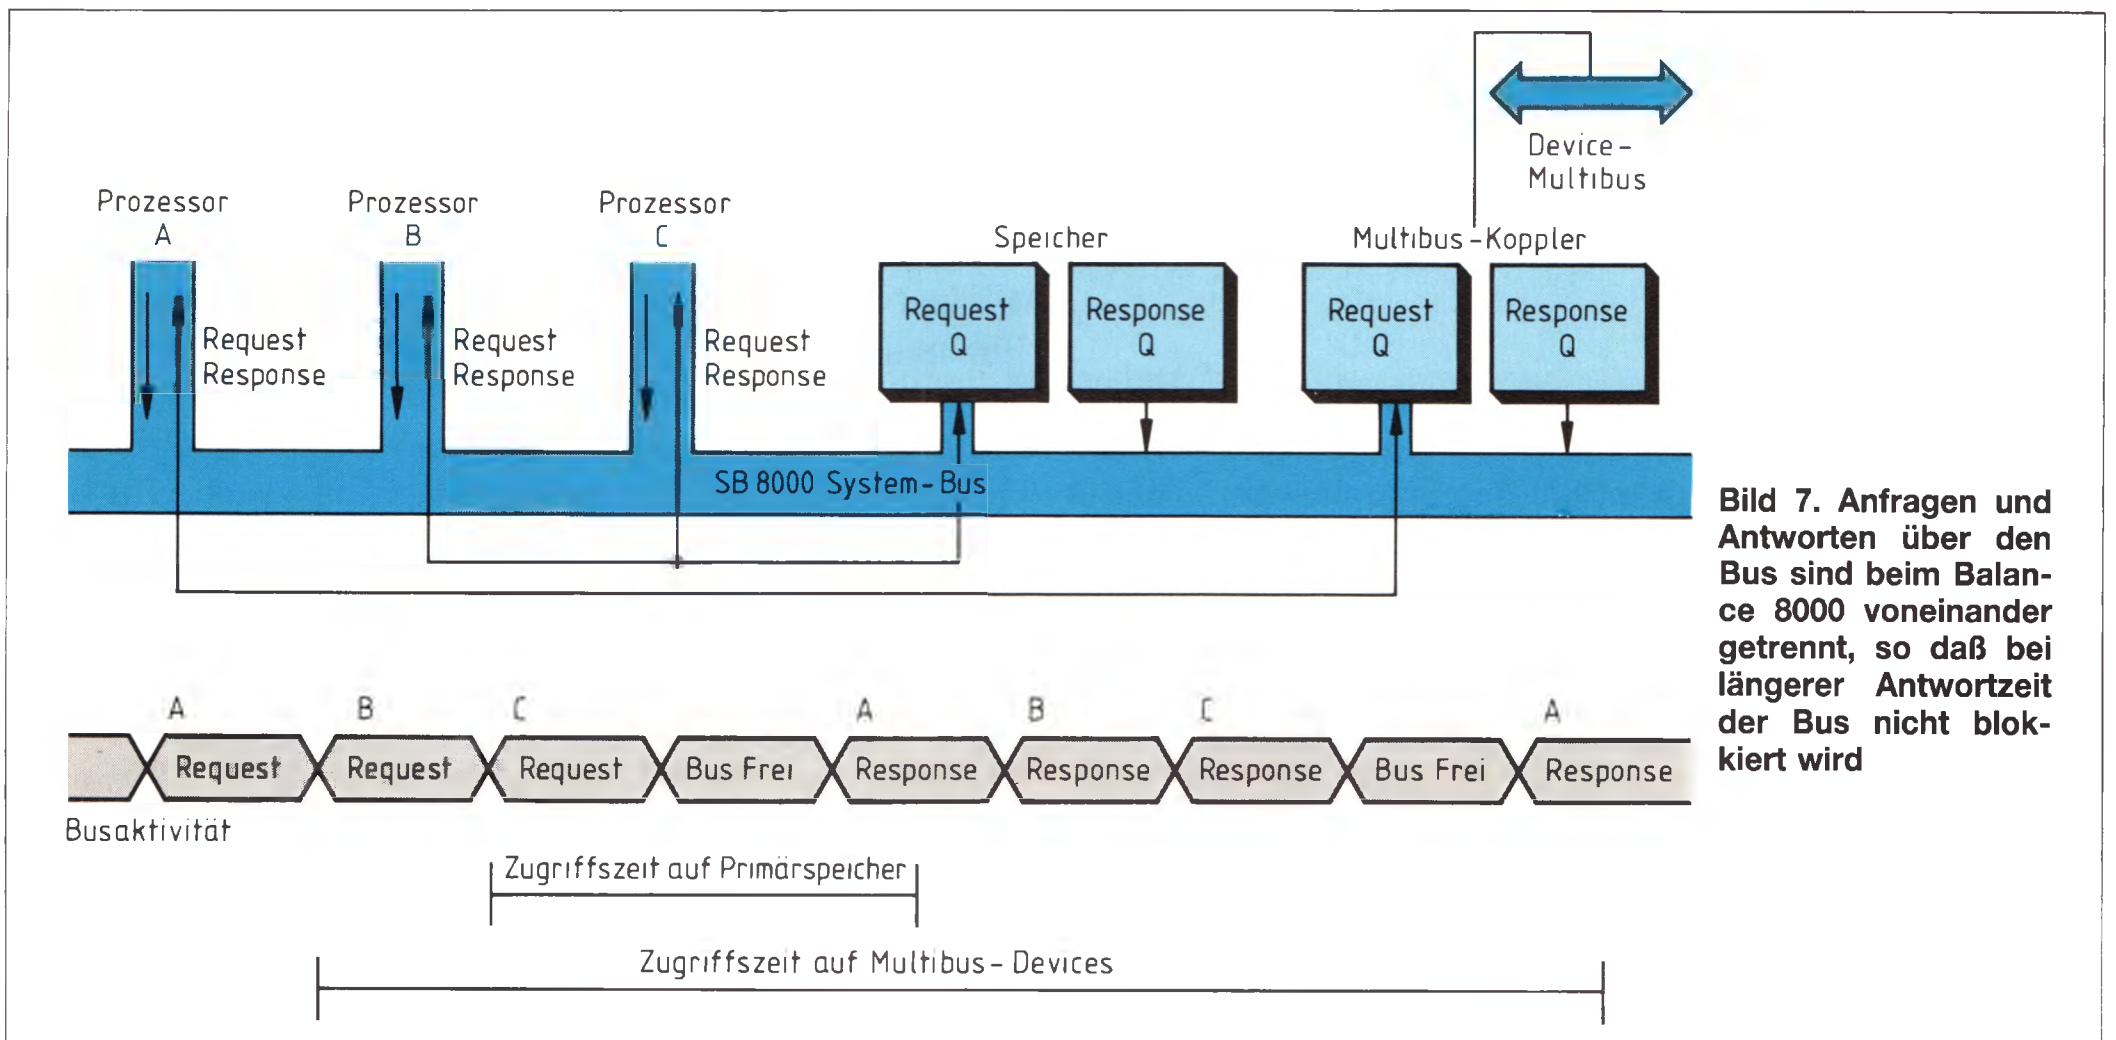 Device-
Multibus
Prozessor
A
Prozessor
B
Prozessor
C
Speicher
Multibus-Koppler
Request
Response
Request
Response
Request
Response
Request
Q
Response
Q
Request
Q
Response
Q
SB 8000 System-Bus
Bild 7. Anfragen und
Antworten über den
Bus sind beim Balan-
ce 8000 voneinander
getrennt, so daß bei
längerer Antwortzeit
der Bus nicht blok-
kiert wird
A B C A B C A
Request Request Request Bus Frei Response Response Response Bus Frei Response
Busaktivität
Zugriffszeit auf Primärspeicher
Zugriffszeit auf Multibus-Devices